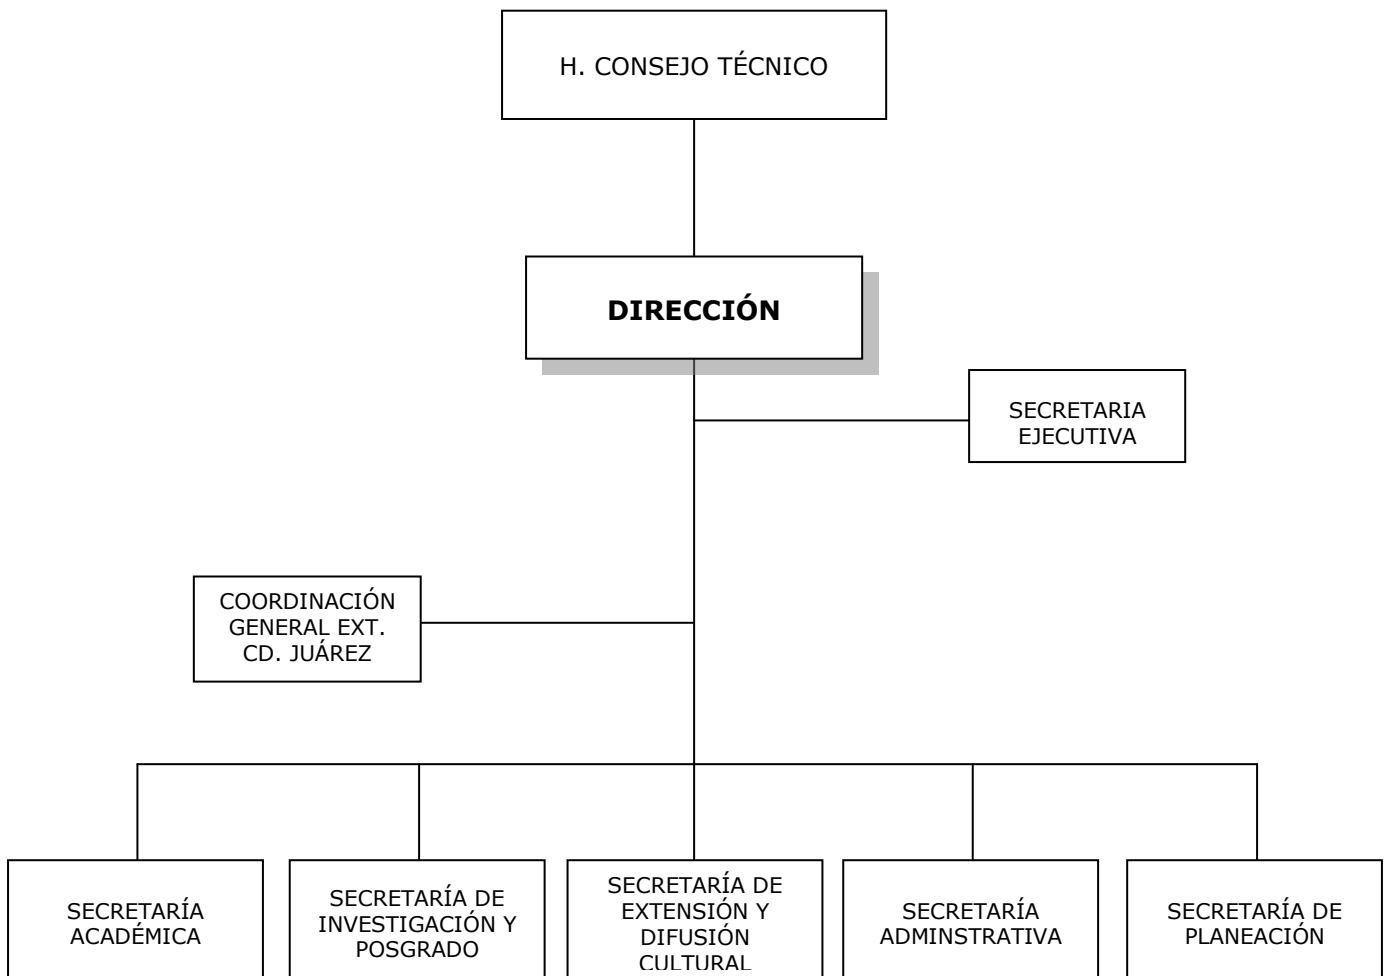 H. CONSEJO TÉCNICO
DIRECCIÓN
SECRETARIA
EJECUTIVA
COORDINACIÓN
GENERAL EXT.
CD. JUÁREZ
SECRETARÍA
ACADÉMICA
SECRETARÍA DE
INVESTIGACIÓN Y
POSGRADO
SECRETARÍA DE
EXTENSIÓN Y
DIFUSIÓN
CULTURAL
SECRETARÍA
ADMINSTRATIVA
SECRETARÍA DE
PLANEACIÓN